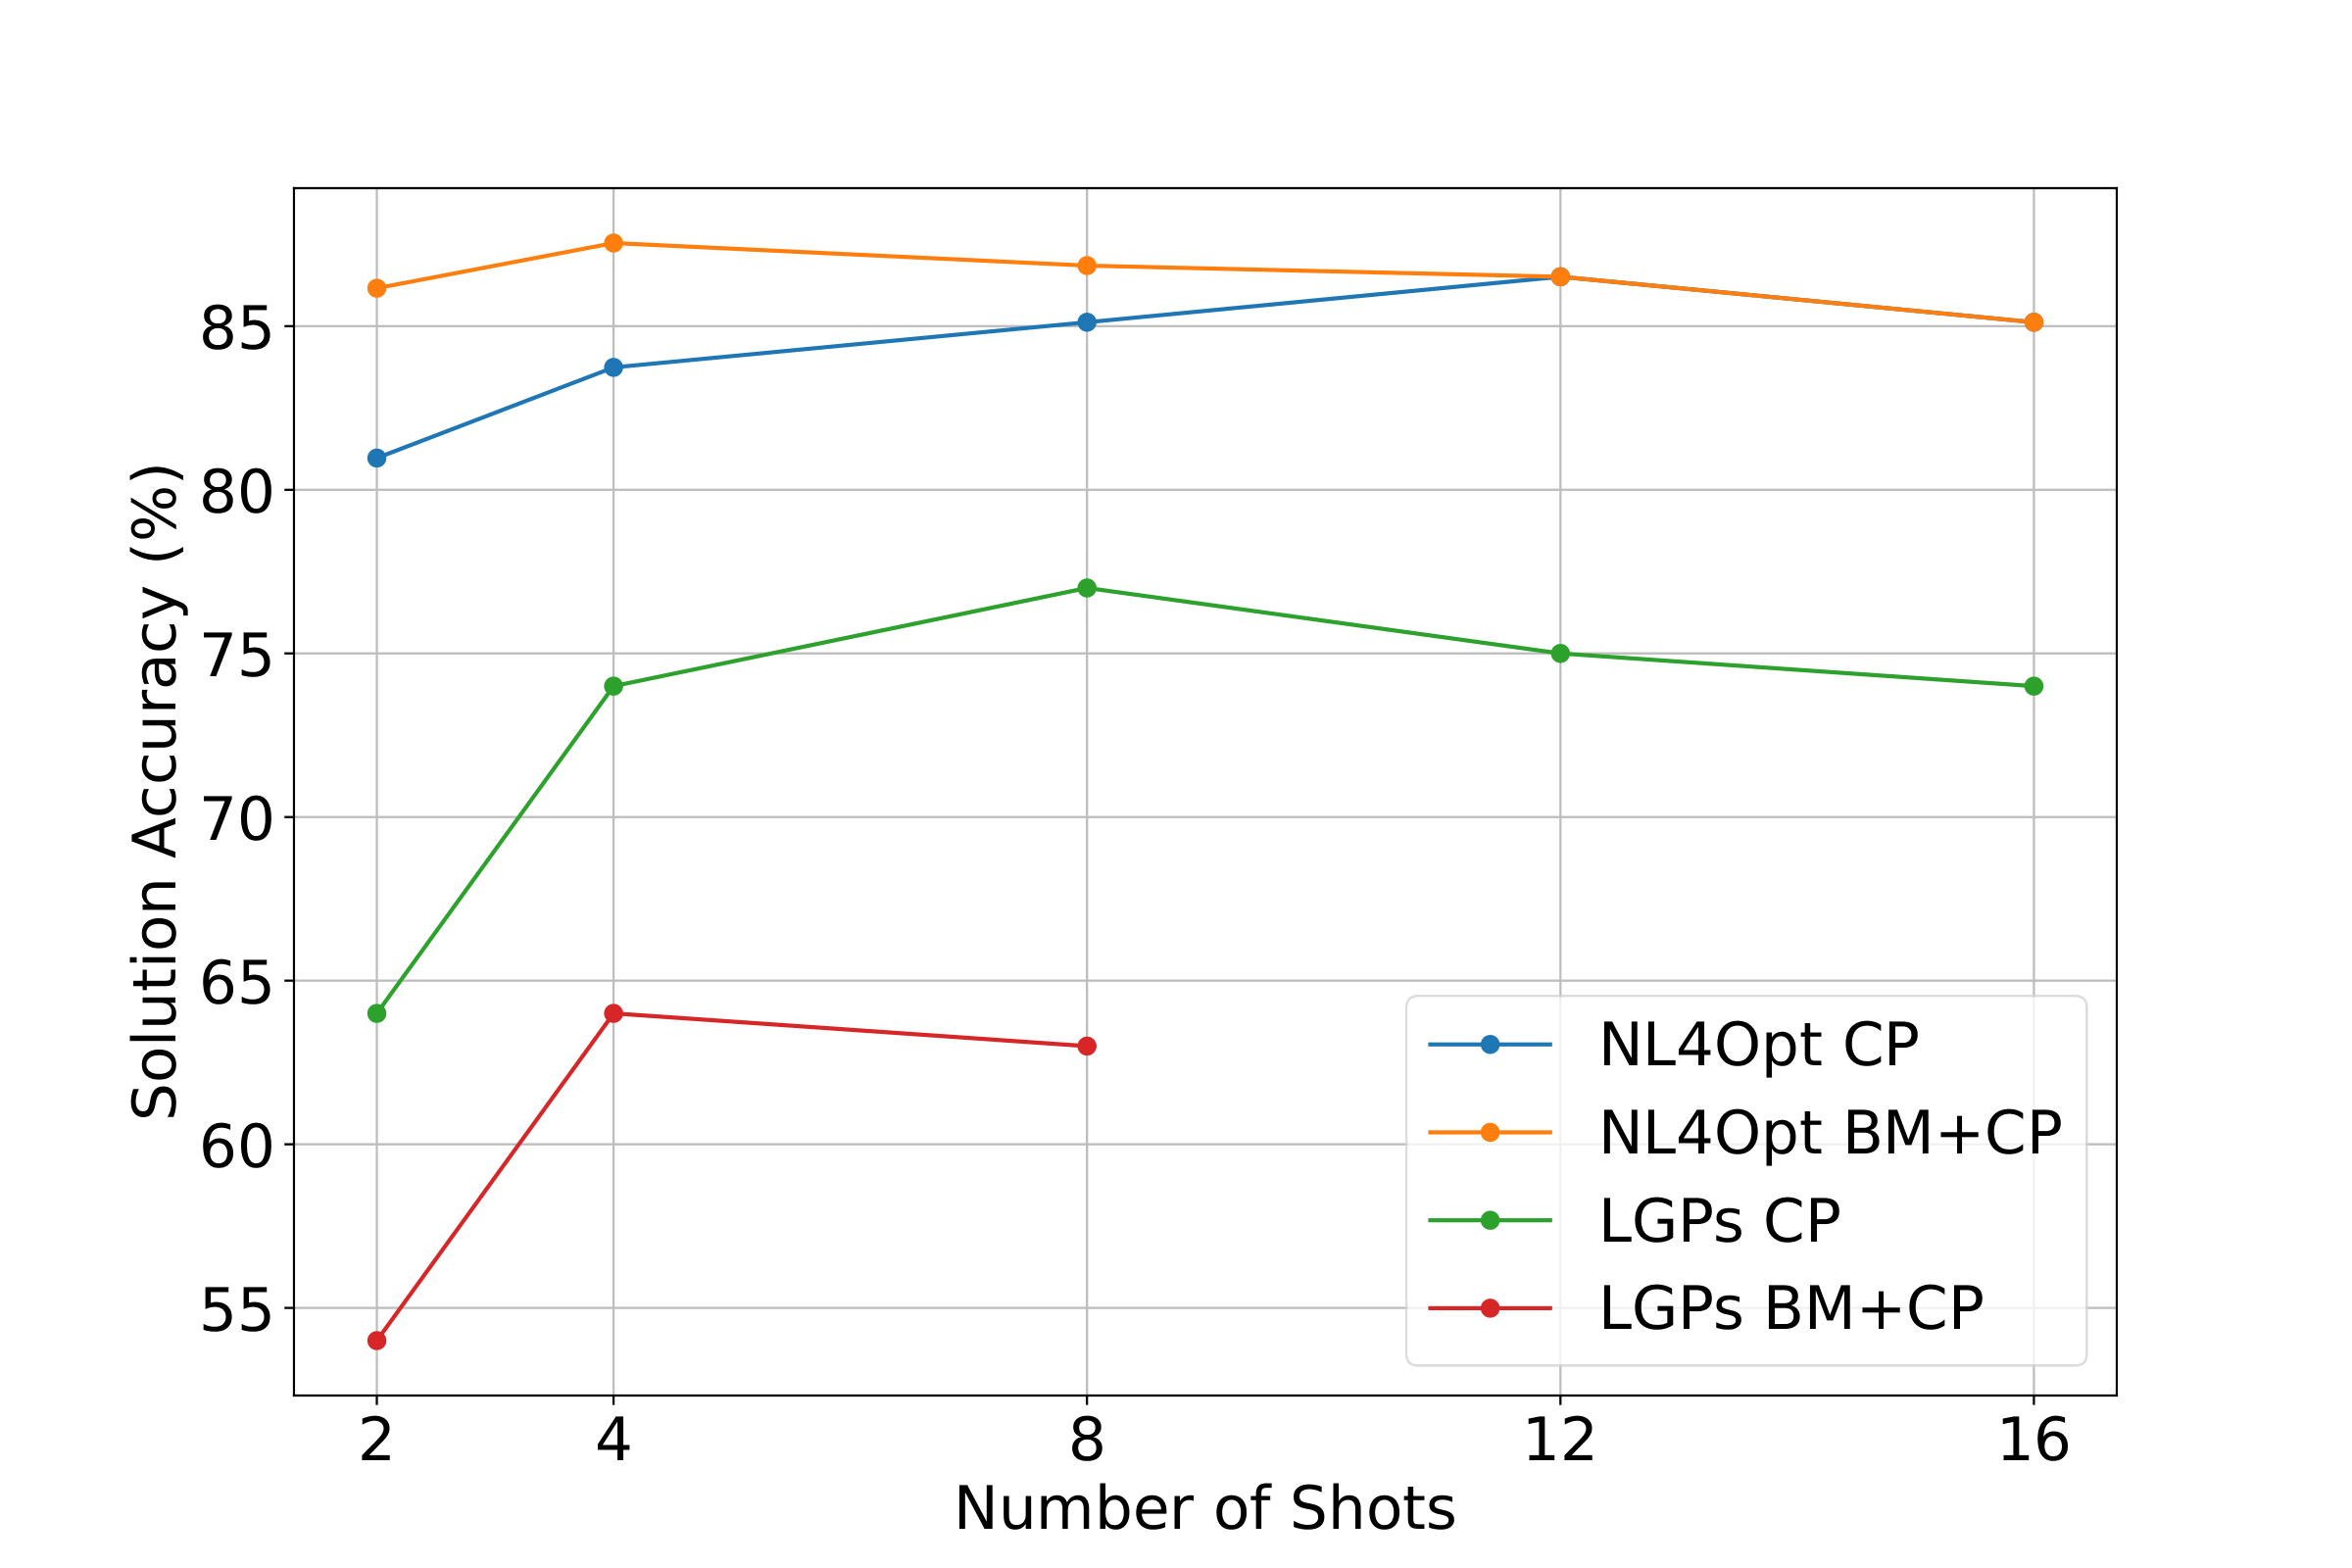 Solution Accuracy (%)
85
80
75
70
65
60
55
2 4 8 12 16
Number of Shots
NL4Opt CP
NL4Opt BM+CP
LGPs CP
LGPs BM+CP